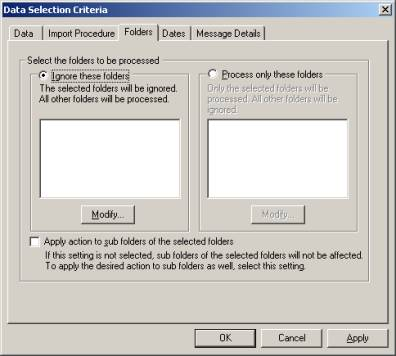 Data Selection Criteria
Data Import Procedure Folders Dates Message Details
Select the folders to be processed
Ignore these folders
The selected folders will be ignored.
All other folders will be processed.
Modify...
Process only these folders
Only the selected folders will be
processed. All other folders will be
ignored.
Modify...
Apply action to sub folders of the selected folders
If this setting is not selected, sub folders of the selected folders will not be affected.
To apply the desired action to sub folders as well, select this setting.
OK Cancel Apply